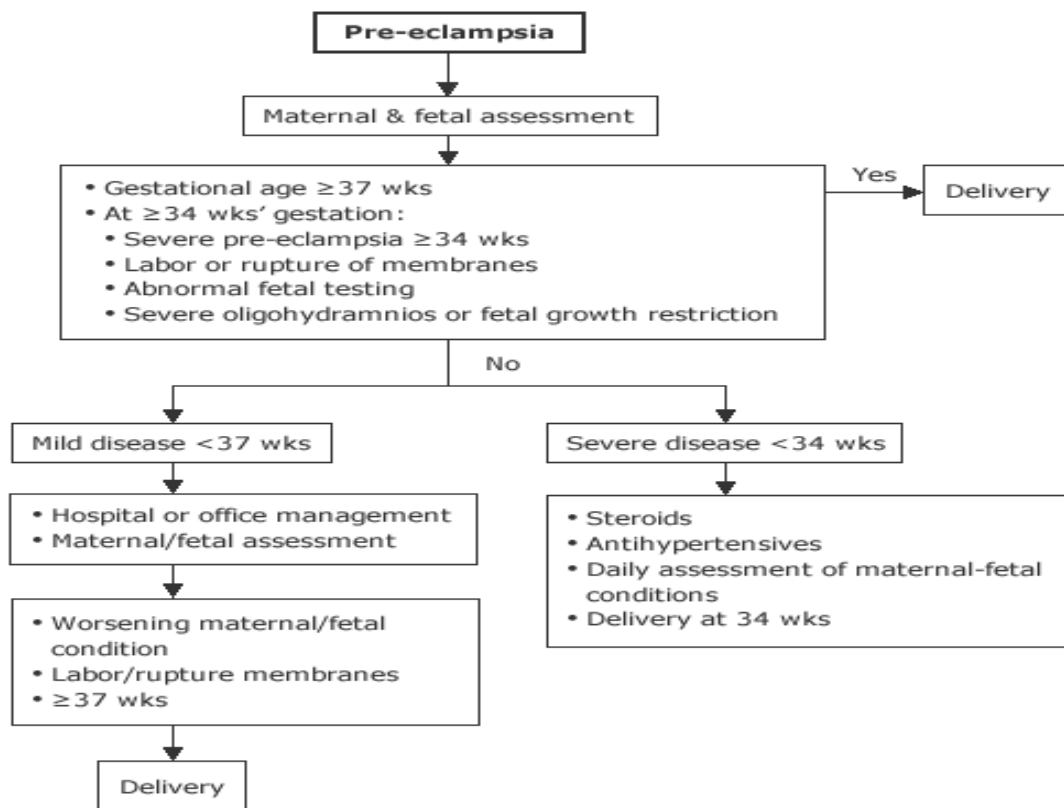 Pre-eclampsia
Maternal & fetal assessment
• Gestational age ≥37 wks
• At ≥34 wks’ gestation:
• Severe pre-eclampsia ≥34 wks
• Labor or rupture of membranes
• Abnormal fetal testing
• Severe oligohydramnios or fetal growth restriction
Yes
Delivery
No
Mild disease <37 wks
• Hospital or office management
• Maternal/fetal assessment
• Worsening maternal/fetal
condition
• Labor/rupture membranes
• ≥37 wks
Delivery
Severe disease <34 wks
• Steroids
• Antihypertensives
• Daily assessment of maternal-fetal
conditions
• Delivery at 34 wks